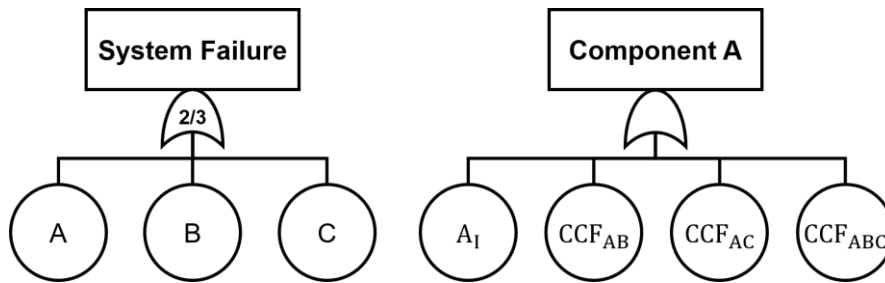 System Failure
2/3
A
B
C
Component A
A_I
CCF_AB
CCF_AC
CCF_ABC